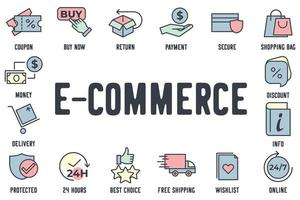 BUY
COUPON
BUY NOW
RETURN
PAYMENT
SECURE
SHOPPING BAG
MONEY
E-COMMERCE
DISCOUNT
DELIVERY
INFO
24H
24/7
PROTECTED
24 HOURS
BEST CHOICE
FREE SHIPPING
WISHLIST
ONLINE